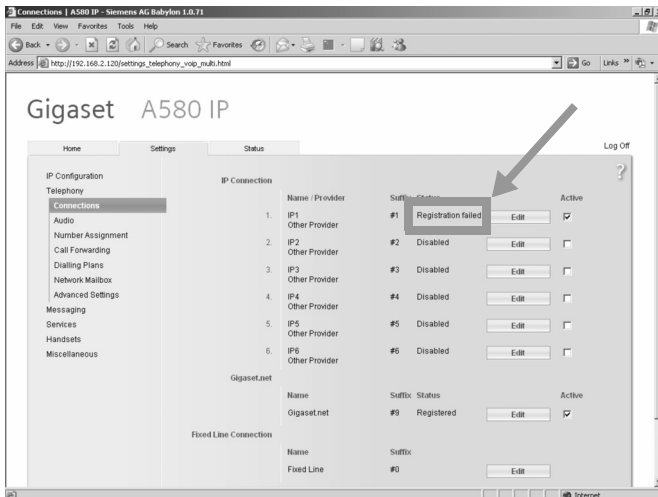 Connections | A580 IP - Siemens AG Babylon 1.0.71
File Edit View Favorites Tools Help
Back Search Favorites
Address http://192.168.2.120/settings_telephony_voip_multi.html Go Links »
Gigaset A580 IP
Home Settings Status Log Off
?
IP Configuration
Telephony
Connections
Audio
Number Assignment
Call Forwarding
Dialling Plans
Network Mailbox
Advanced Settings
Messaging
Services
Handsets
Miscellaneous
IP Connection
Name / Provider Suffix Status Active
1. IP1 #1 Registration failed Edit
Other Provider
2. IP2 #2 Disabled Edit
Other Provider
3. IP3 #3 Disabled Edit
Other Provider
4. IP4 #4 Disabled Edit
Other Provider
5. IP5 #5 Disabled Edit
Other Provider
6. IP6 #6 Disabled Edit
Other Provider
Gigaset.net
Name Suffix Status Active
Gigaset.net #9 Registered Edit
Fixed Line Connection
Name Suffix
Fixed Line #0 Edit
Internet